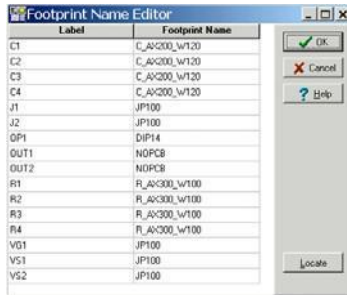 Footprint Name Editor
Label Footprint Name
C1 C_AX200_W120
C2 C_AX200_W120
C3 C_AX200_W120
C4 C_AX200_W120
J1 JP100
J2 JP100
OP1 DIP14
OUT1 NOPCB
OUT2 NOPCB
R1 R_AX300_W100
R2 R_AX300_W100
R3 R_AX300_W100
R4 R_AX300_W100
VG1 JP100
VS1 JP100
VS2 JP100
OK
Cancel
? Help
Locate